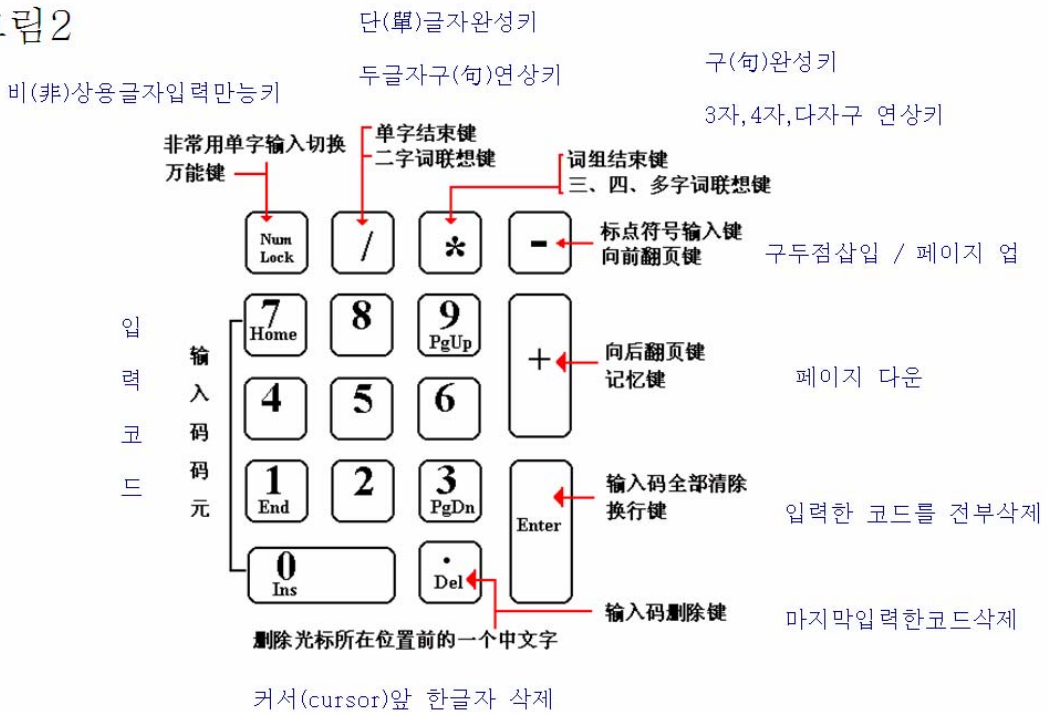 림2
단(單)글자완성키
두글자구(句)연상키
구(句)완성키
3자,4자,다자구 연상키
비(非)상용글자입력만능키
非常用单字输入切换
万能键
单字结束键
二字词联想键
词组结束键
三、四、多字词联想键
Num
Lock
/
*
-
标点符号输入键
向前翻页键
구두점삽입 / 페이지 업
입력코드
输入码码元
7
Home
8
9
PgUp
+
向后翻页键
记忆键
페이지 다운
4
5
6
1
End
2
3
PgDn
Enter
输入码全部清除
换行键
입력한 코드를 전부삭제
0
Ins
.
Del
输入码删除键
마지막입력한코드삭제
删除光标所在位置前的一个中文字
커서(cursor)앞 한글자 삭제